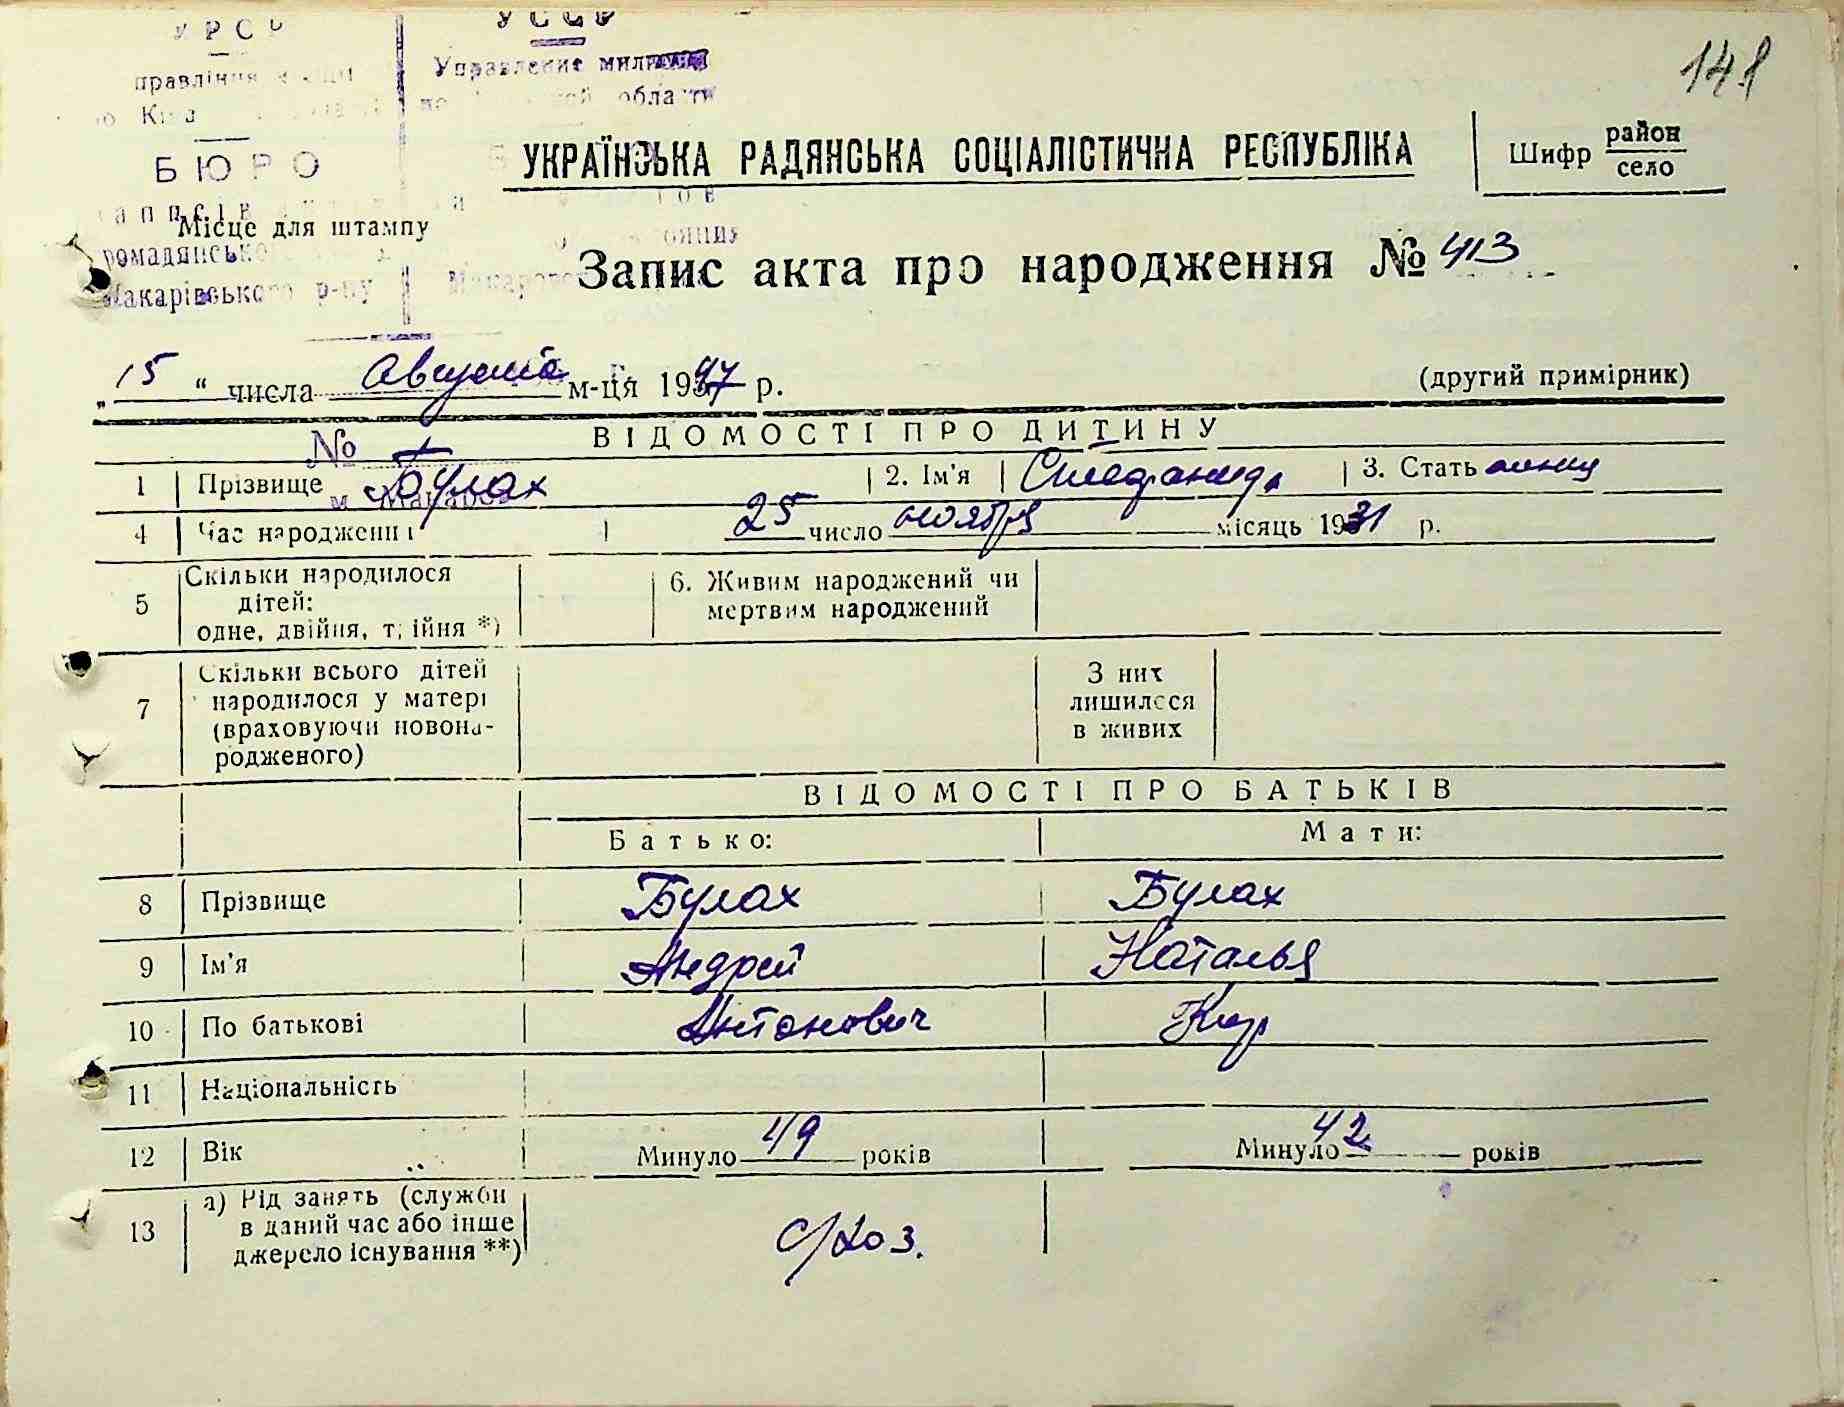 УРСР
УССР
Управление милиции
области
148
БЮРО
УКРАЇНСЬКА РАДЯНСЬКА СОЦІАЛІСТИЧНА РЕСПУБЛІКА
Шифр район
село
Місце для штампу
громадянського
Макарівського р-ну
Запис акта про народження № 413
„ 15 “ числа Августа м-ця 1947 р.
(другий примірник)
№
ВІДОМОСТІ ПРО ДИТИНУ
1 Прізвище Булах 2. Ім'я Стефанида 3. Стать женщ
4 Час народження 25 число ноября місяць 1931 р.
5 Скільки народилося дітей: одне, двійня, трійня *)
6. Живим народжений чи мертвим народжений
7 Скільки всього дітей народилося у матері (враховуючи новонародженого)
З них лишилося в живих
ВІДОМОСТІ ПРО БАТЬКІВ
Батько: Мати:
8 Прізвище Булах Булах
9 Ім'я Андрей Наталья
10 По батькові Антонович Кир
11 Національність
12 Вік Минуло 49 років Минуло 42 років
13 а) Рід занять (служби в даний час або інше джерело існування **) с/хоз.